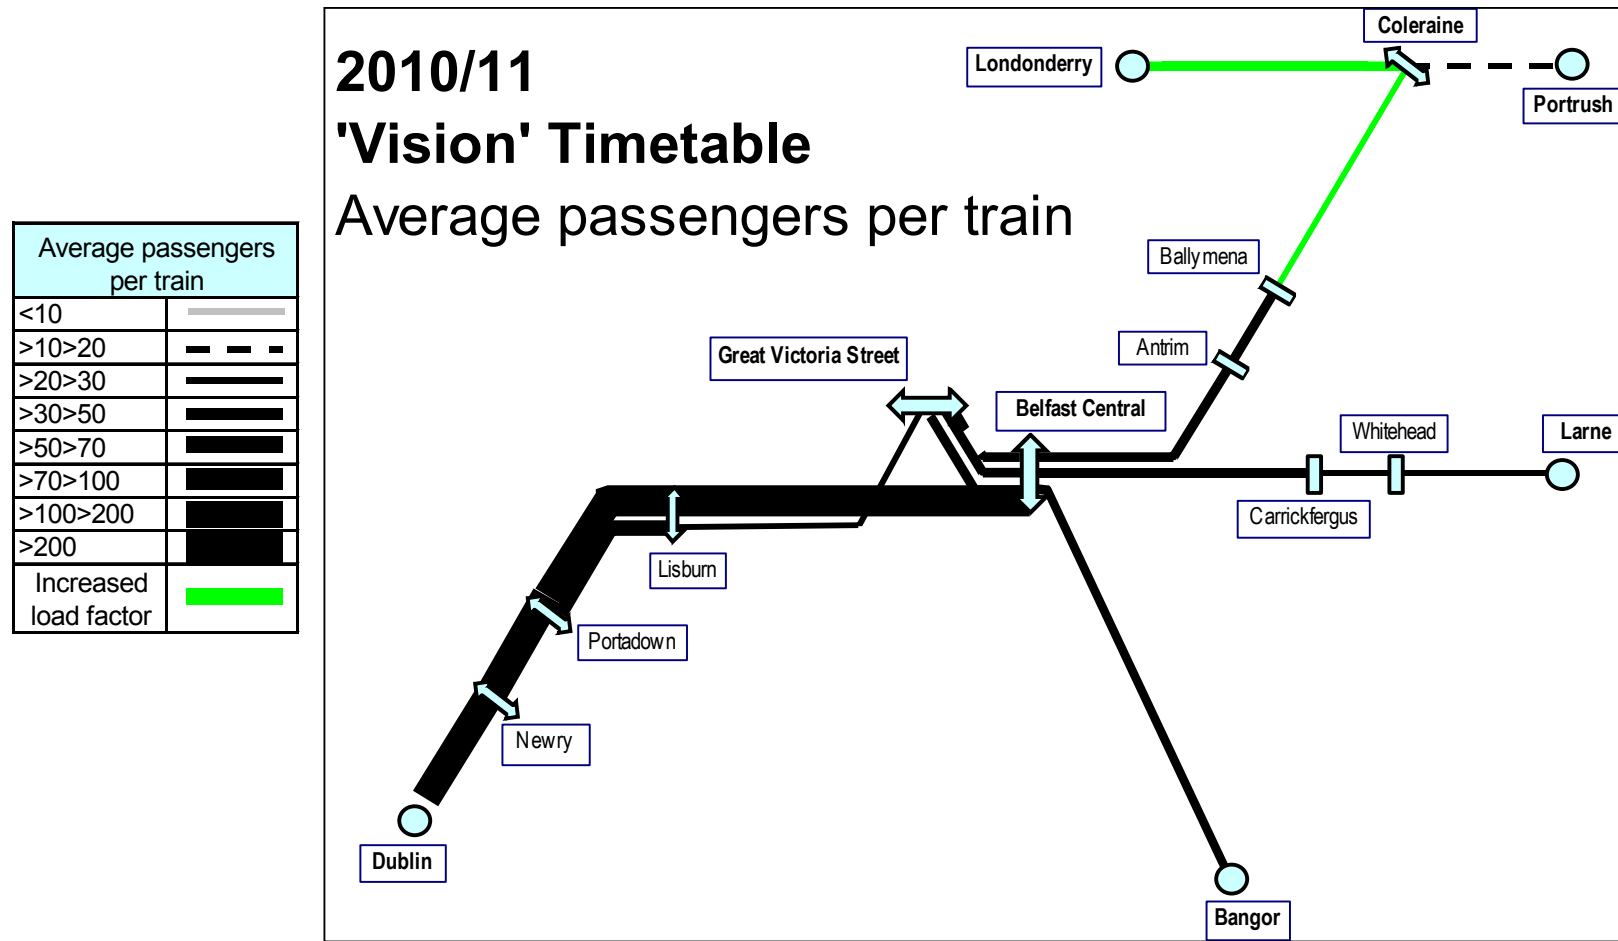 2010/11
'Vision' Timetable
Average passengers per train
Average passengers
per train
<10
>10>20
>20>30
>30>50
>50>70
>70>100
>100>200
>200
Increased
load factor
Coleraine
Londonderry
Portrush
Ballymena
Antrim
Great Victoria Street
Belfast Central
Whitehead
Larne
Carrickfergus
Lisburn
Portadown
Newry
Dublin
Bangor